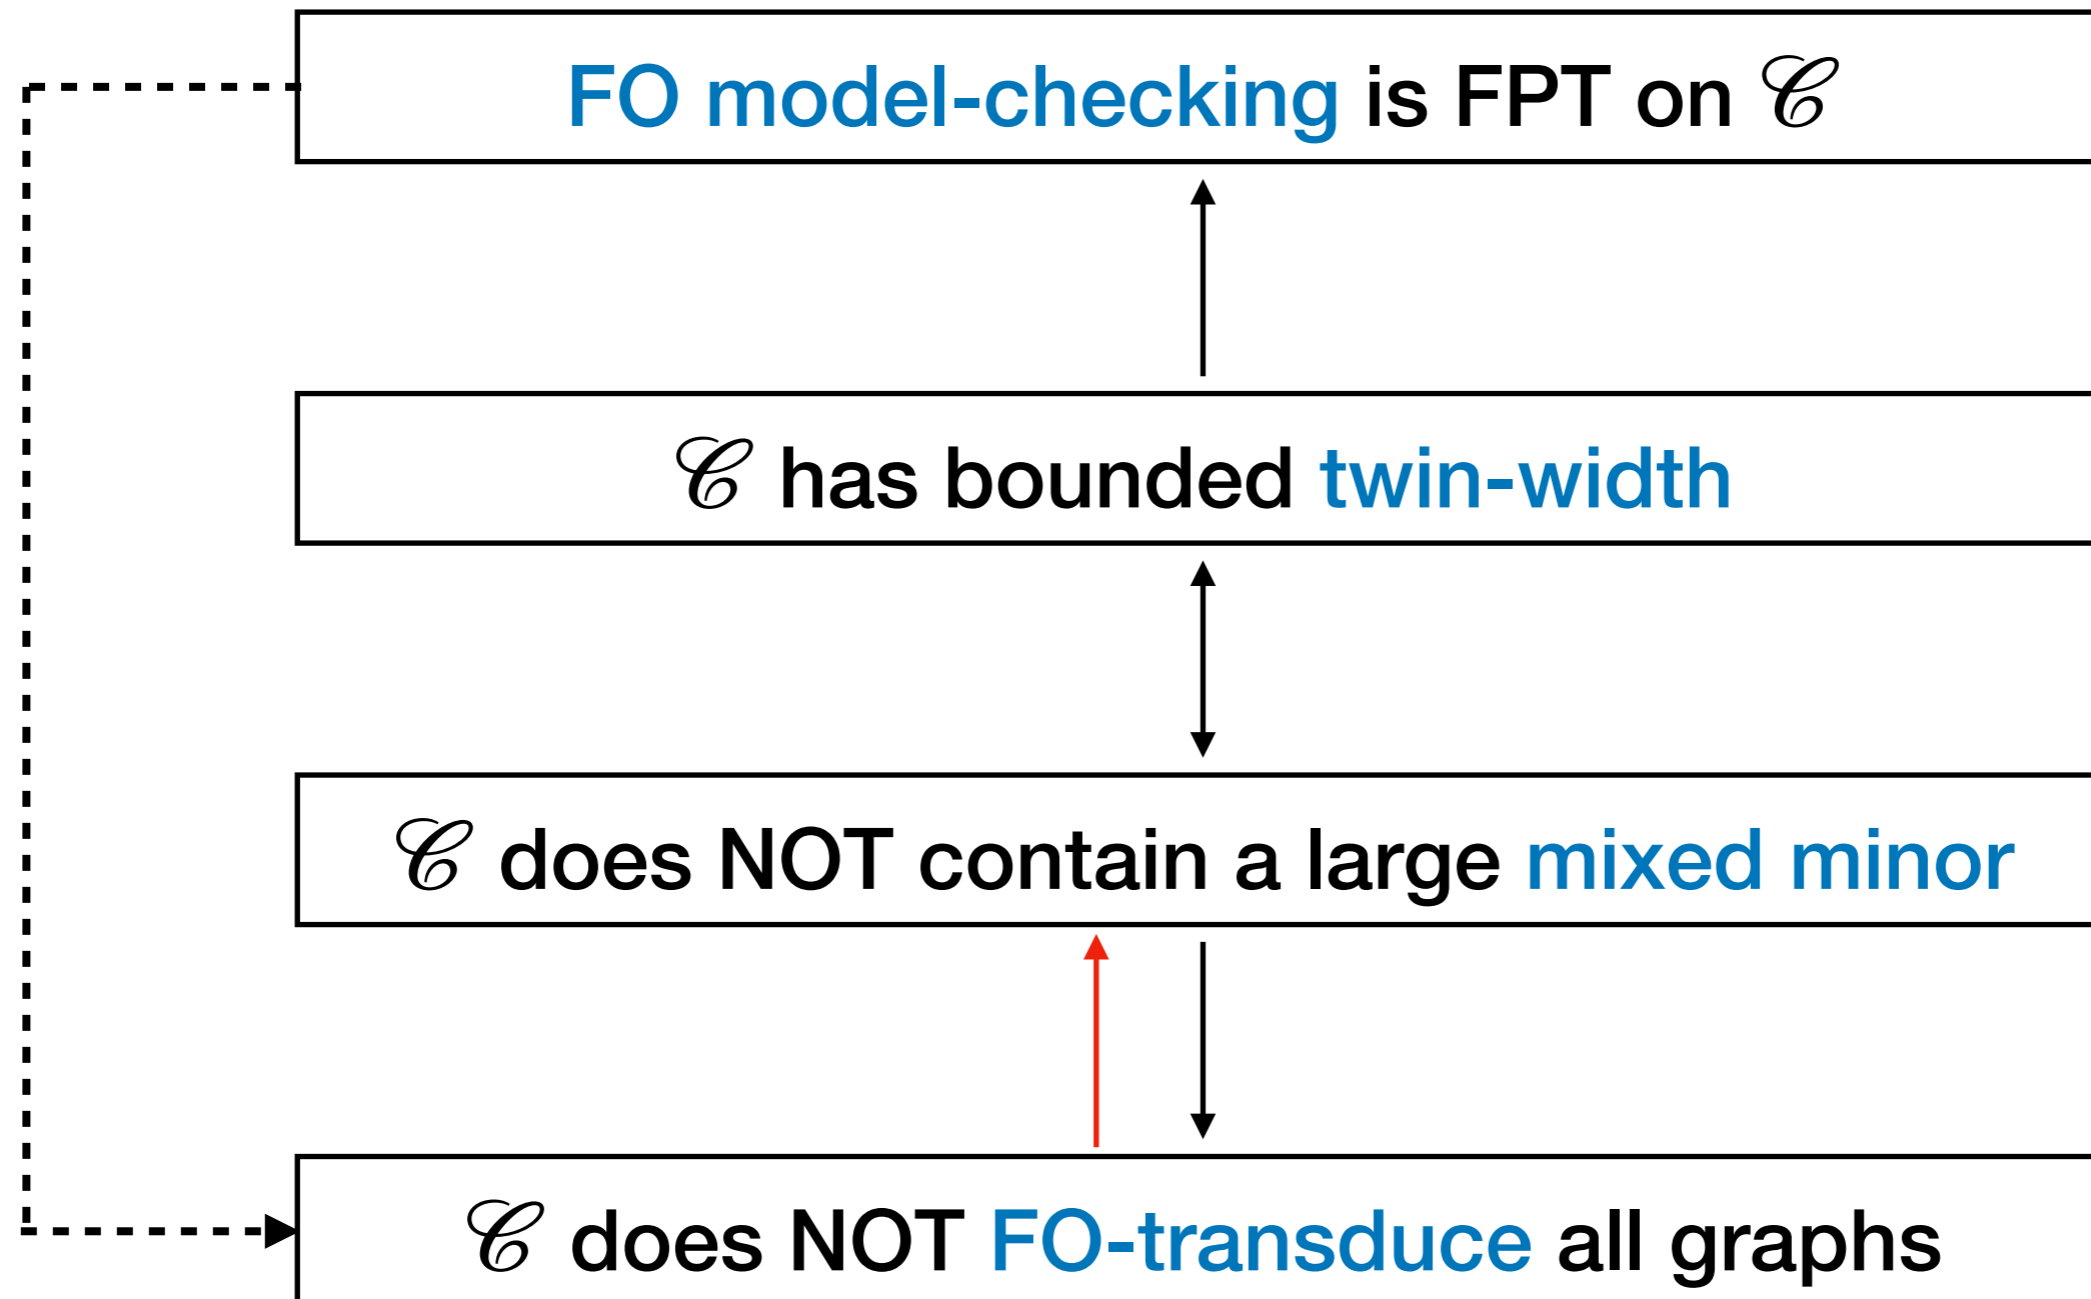 FO model-checking is FPT on 𝒞
𝒞 has bounded twin-width
𝒞 does NOT contain a large mixed minor
𝒞 does NOT FO-transduce all graphs